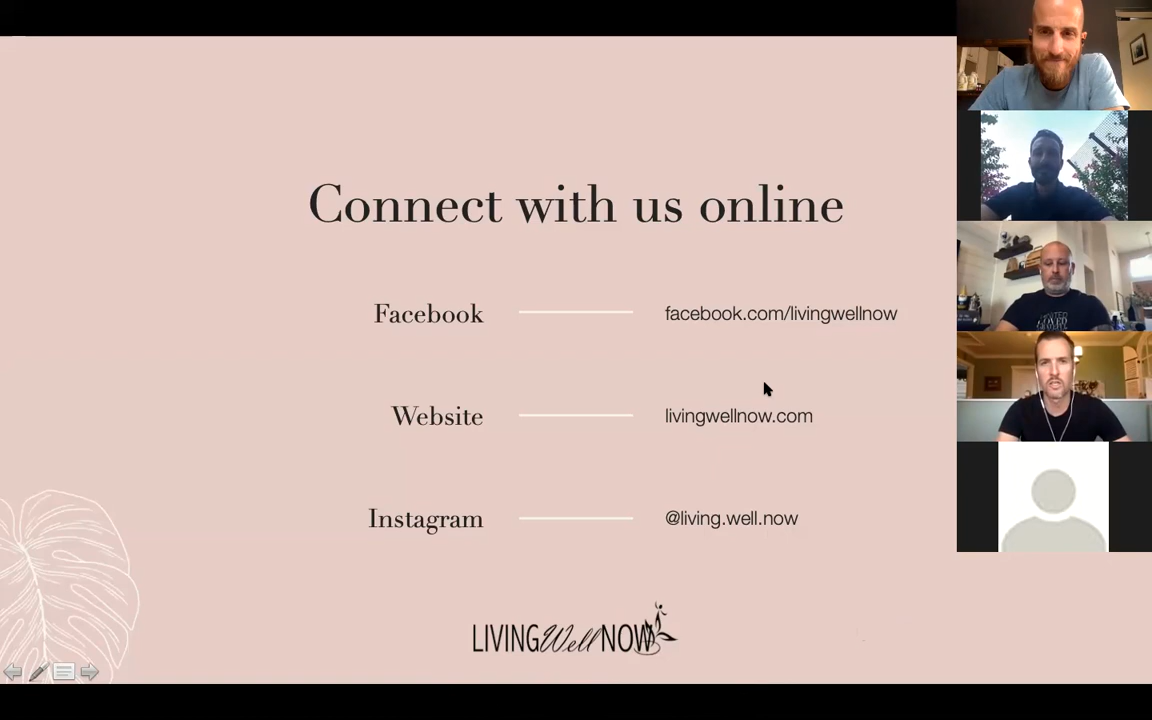 Connect with us online
Facebook facebook.com/livingwellnow
Website livingwellnow.com
Instagram @living.well.now
LIVING Well NOW